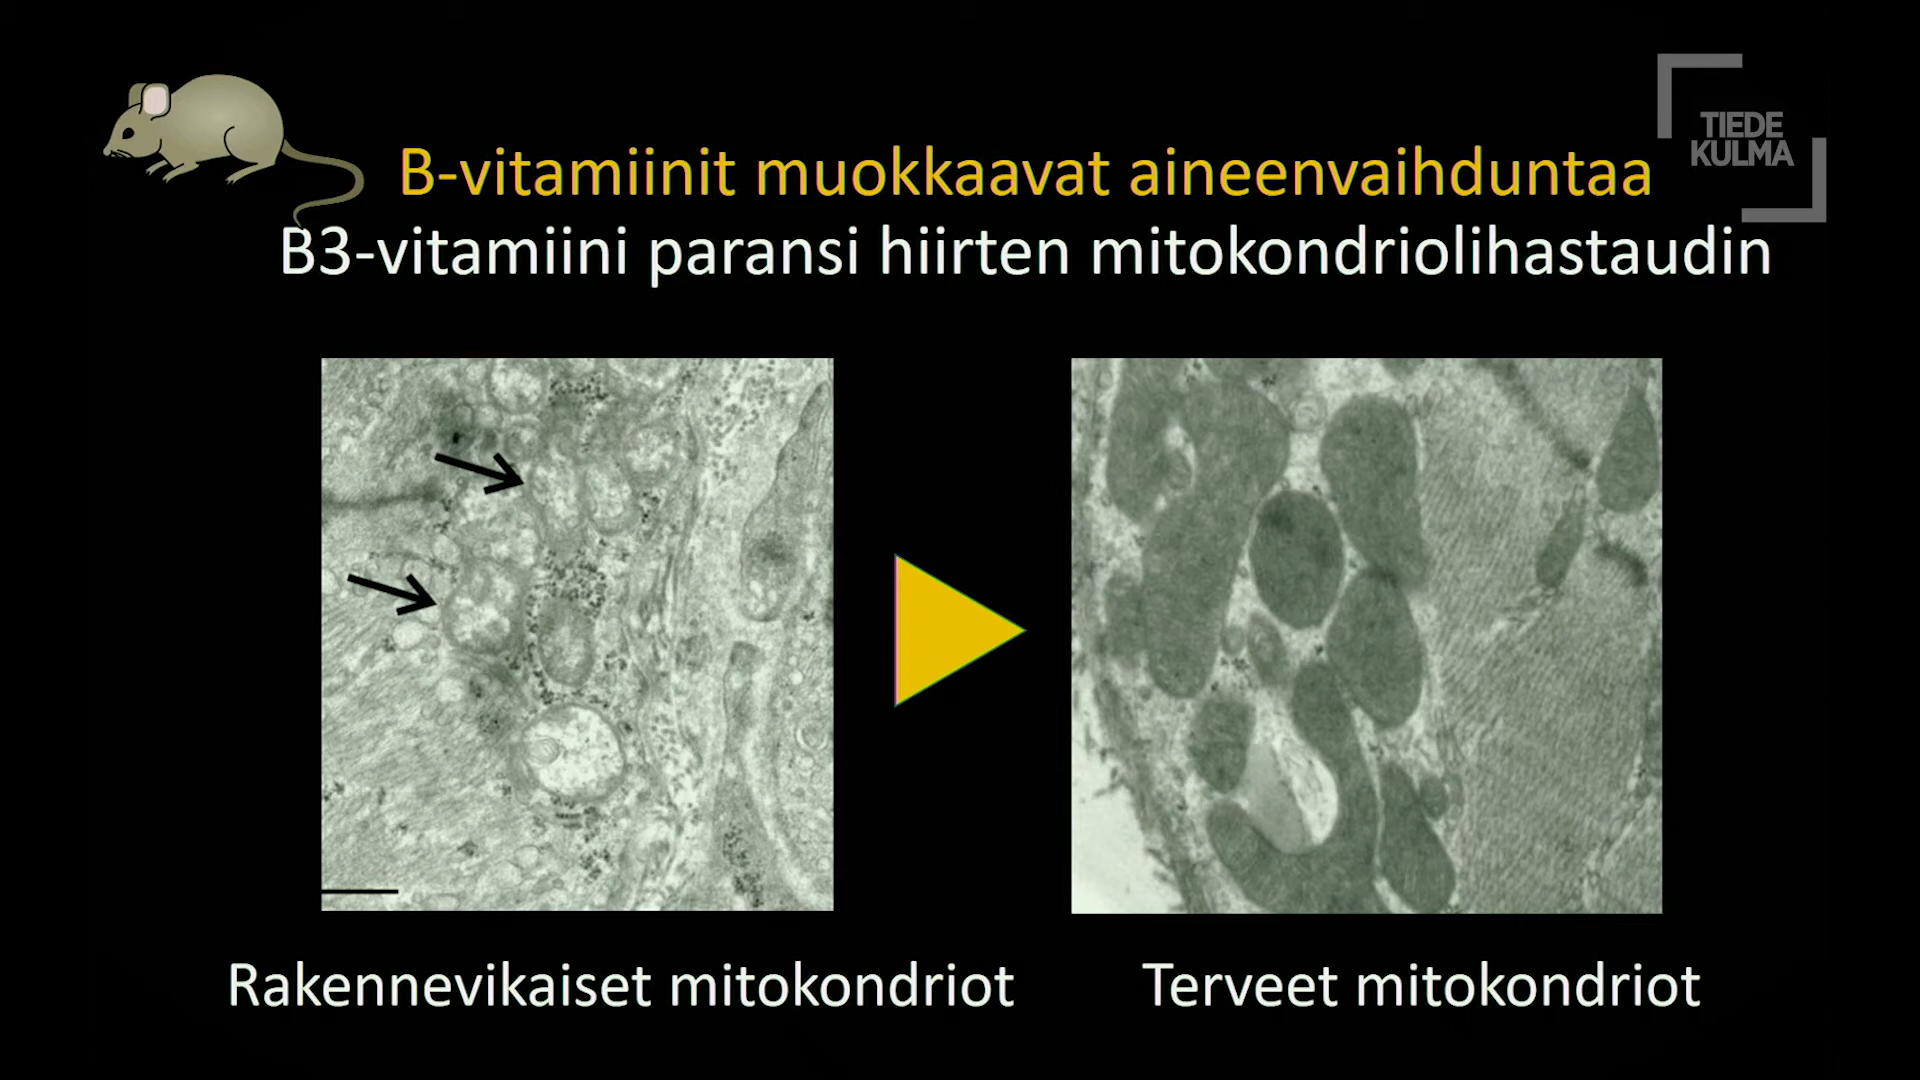 TIEDE
KULMA
B-vitamiinit muokkaavat aineenvaihduntaa
B3-vitamiini paransi hiirten mitokondriolihastaudin
Rakennevikaiset mitokondriot
Terveet mitokondriot